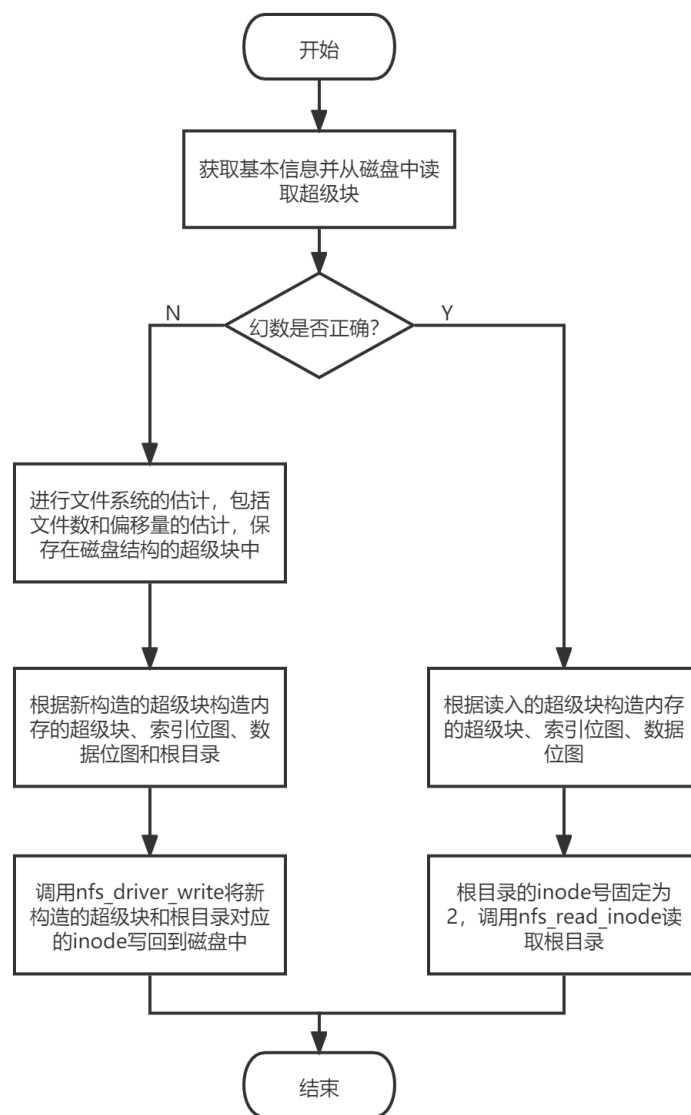 开始
获取基本信息并从磁盘中读
取超级块
幻数是否正确?
N
Y
进行文件系统的估计，包括
文件数和偏移量的估计，保
存在磁盘结构的超级块中
根据新构造的超级块构造内
存的超级块、索引位图、数
据位图和根目录
调用nfs_driver_write将新
构造的超级块和根目录对应
的inode写回到磁盘中
根据读入的超级块构造内存
的超级块、索引位图、数据
位图
根目录的inode号固定为
2，调用nfs_read_inode读
取根目录
结束